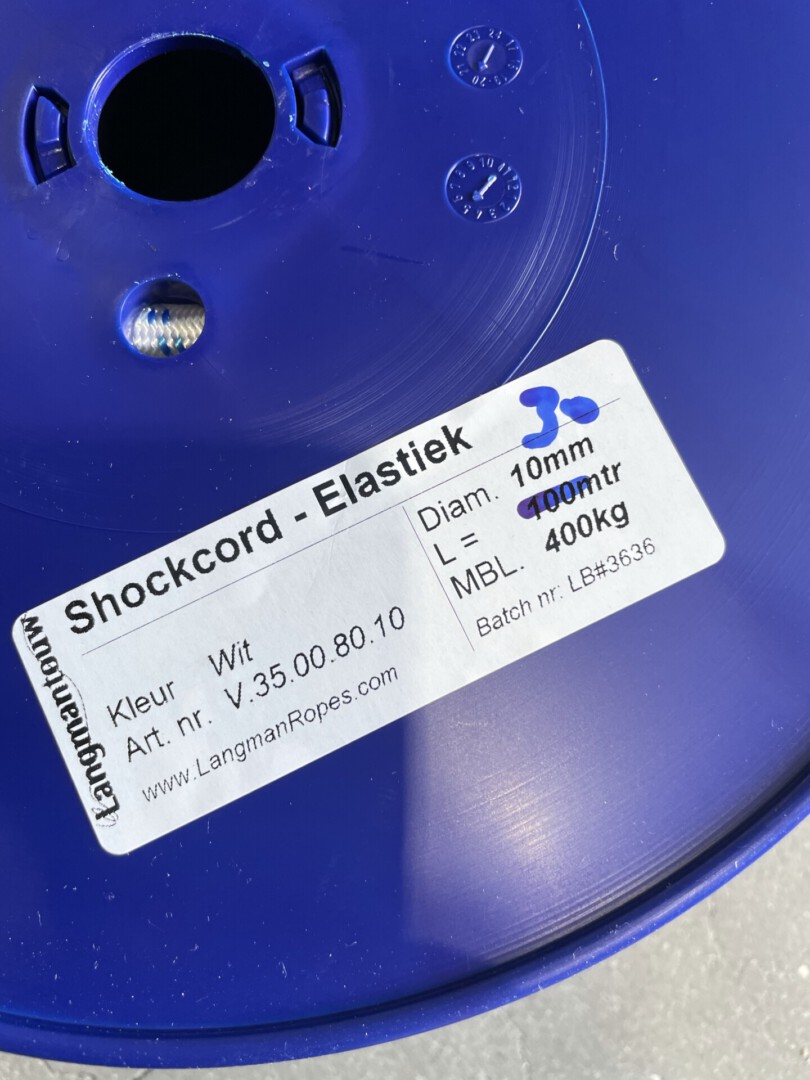 30
Shockcord - Elastiek
Kleur Wit
Art. nr. V.35.00.80.10
www.LangmanRopes.com
Diam. 10mm
L = 100mtr
MBL. 400kg
Batch nr: LB#3636
Langmantouw